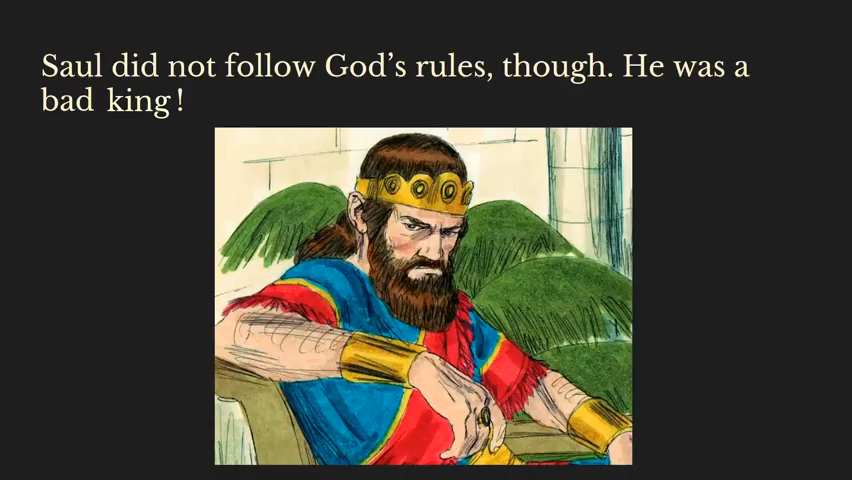 Saul did not follow God’s rules, though. He was a
bad king!